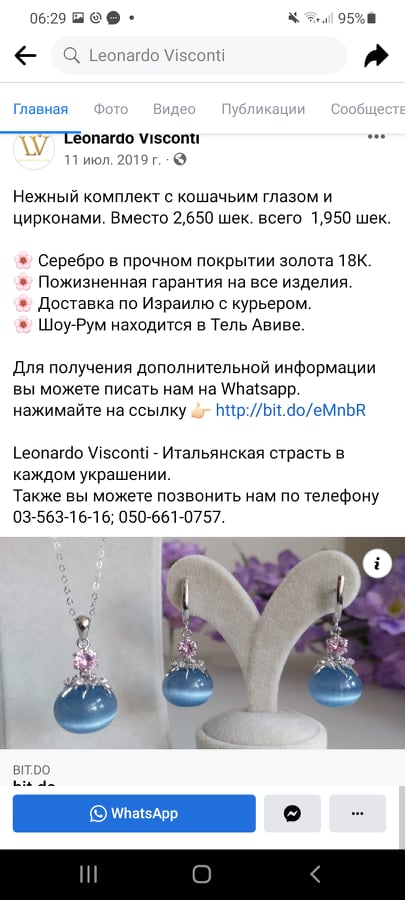 06:29
95%
Leonardo Visconti
Главная Фото Видео Публикации Сообществ
LV
Leonardo Visconti
11 июл. 2019 г. ·
Нежный комплект с кошачьим глазом и
цирконами. Вместо 2,650 шек. всего 1,950 шек.
🌸 Серебро в прочном покрытии золота 18К.
🌸 Пожизненная гарантия на все изделия.
🌸 Доставка по Израилю с курьером.
🌸 Шоу-Рум находится в Тель Авиве.
Для получения дополнительной информации
вы можете писать нам на Whatsapp.
нажимайте на ссылку 👉🏻 http://bit.do/eMnbR
Leonardo Visconti - Итальянская страсть в
каждом украшении.
Также вы можете позвонить нам по телефону
03-563-16-16; 050-661-0757.
BIT.DO
bit.do
WhatsApp